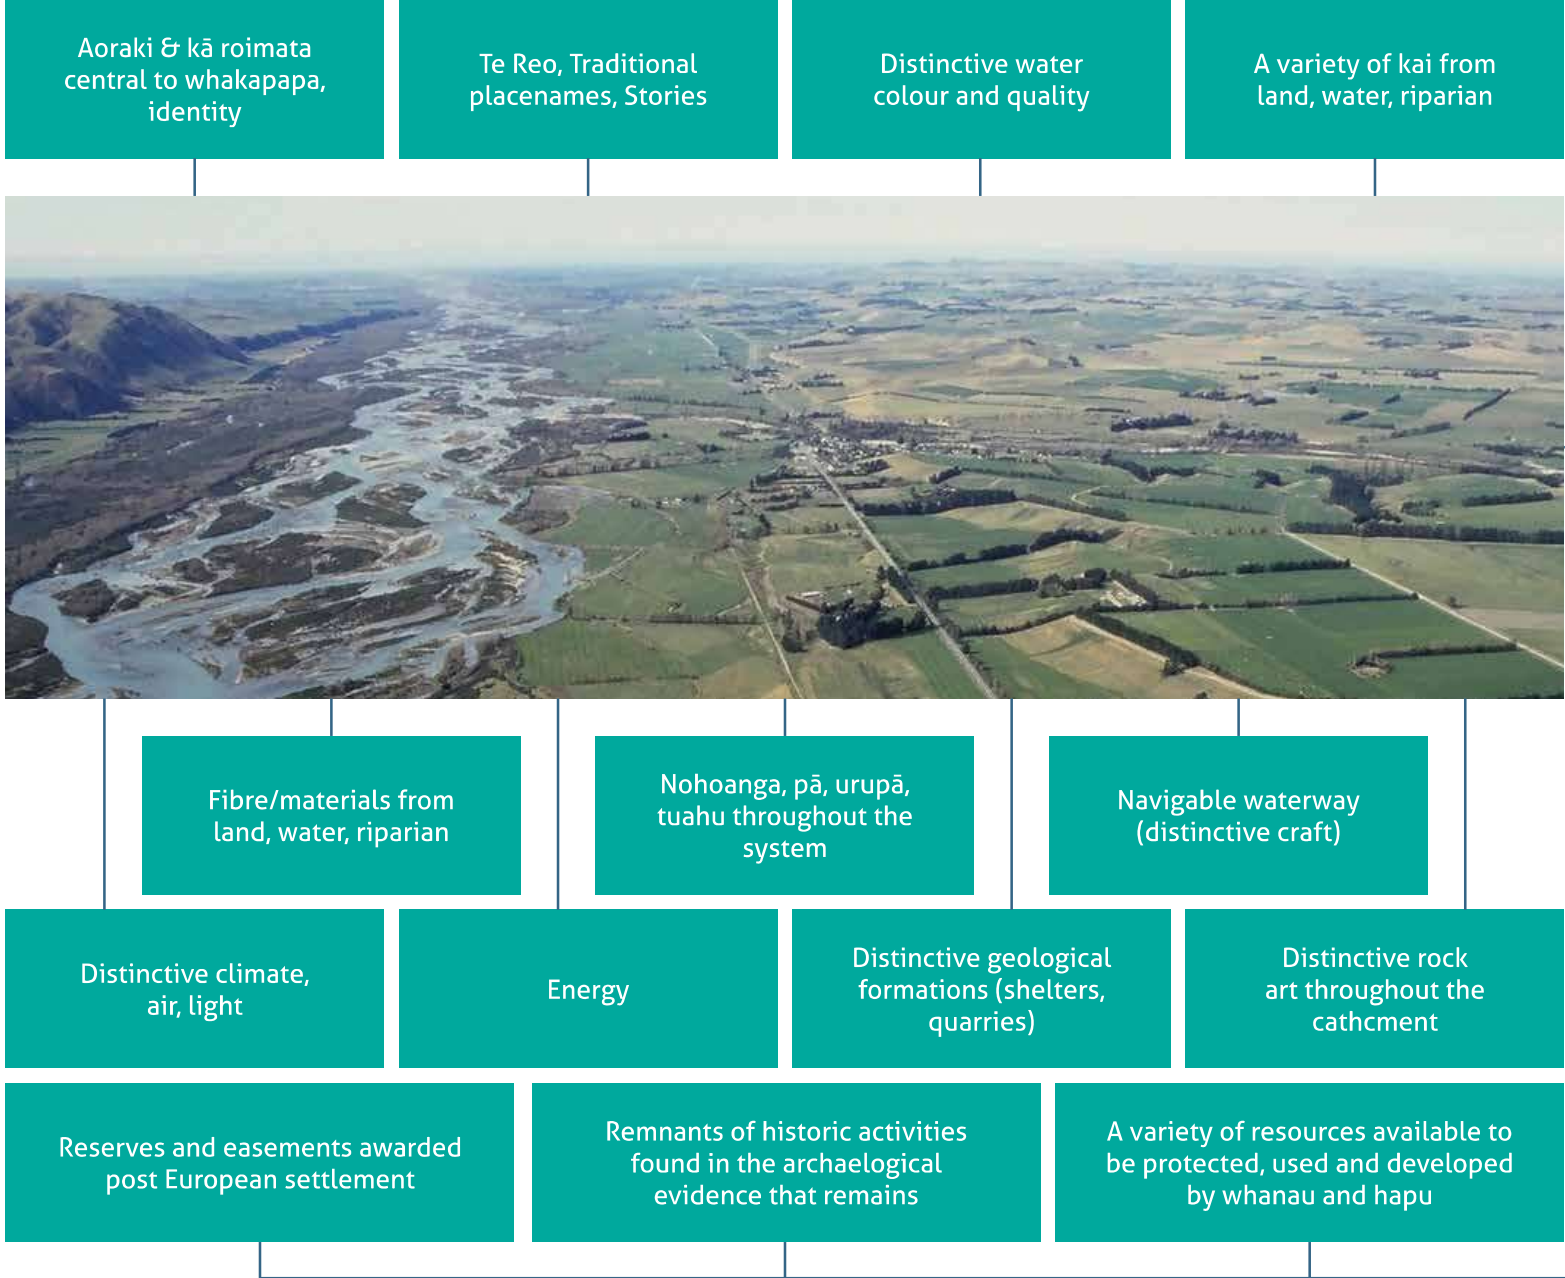 Aoraki & kā roimata
central to whakapapa,
identity
Te Reo, Traditional
placenames, Stories
Distinctive water
colour and quality
A variety of kai from
land, water, riparian
Fibre/materials from
land, water, riparian
Nohoanga, pā, urupā,
tuahu throughout the
system
Navigable waterway
(distinctive craft)
Distinctive climate,
air, light
Energy
Distinctive geological
formations (shelters,
quarries)
Distinctive rock
art throughout the
cathcment
Reserves and easements awarded
post European settlement
Remnants of historic activities
found in the archaelogical
evidence that remains
A variety of resources available to
be protected, used and developed
by whanau and hapu